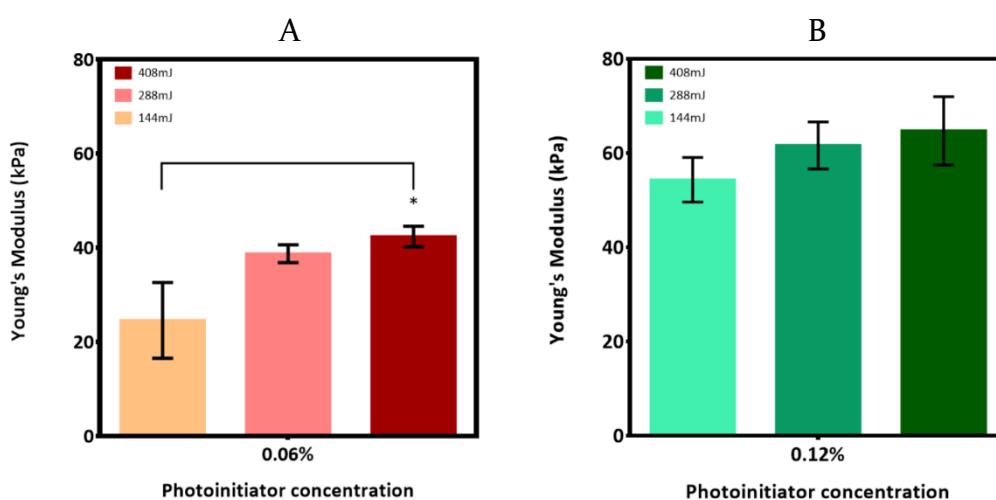 A
80
60
40
20
0
Young's Modulus (kPa)
408mJ
288mJ
144mJ
*
0.06%
Photoinitiator concentration
B
80
60
40
20
0
Young's Modulus (kPa)
408mJ
288mJ
144mJ
0.12%
Photoinitiator concentration